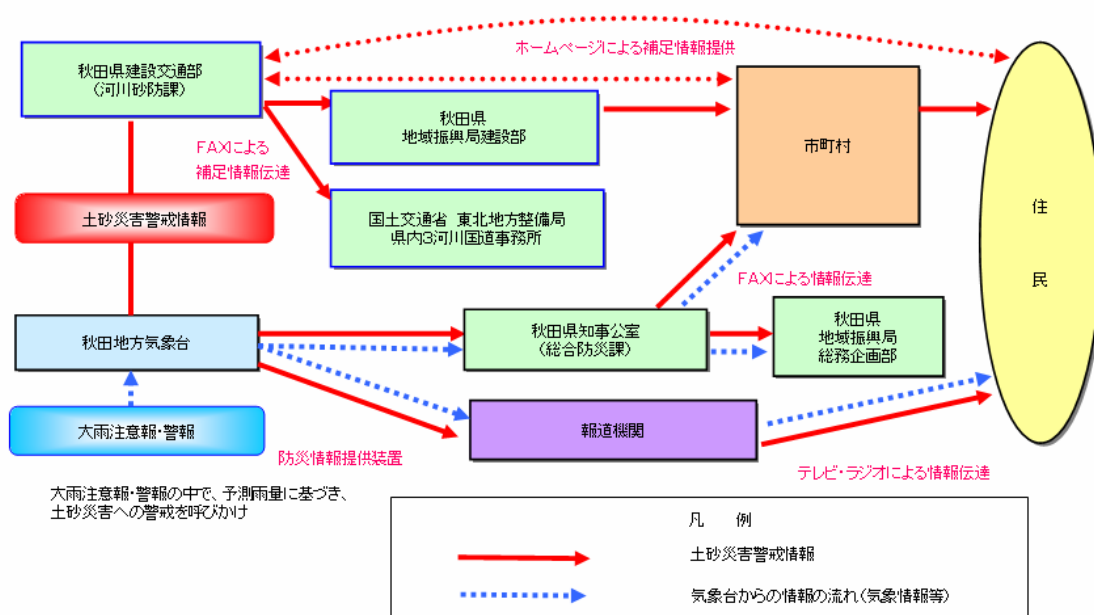 ホームページによる補足情報提供
秋田県建設交通部
(河川砂防課)
秋田県
地域振興局建設部
市町村
FAXによる
補足情報伝達
土砂災害警戒情報
国土交通省 東北地方整備局
県内3河川国道事務所
住
民
FAXによる情報伝達
秋田地方気象台
秋田県知事公室
(総合防災課)
秋田県
地域振興局
総務企画部
大雨注意報・警報
報道機関
防災情報提供装置
テレビ・ラジオによる情報伝達
大雨注意報・警報の中で、予測雨量に基づき、
土砂災害への警戒を呼びかけ
凡 例
土砂災害警戒情報
気象台からの情報の流れ(気象情報等)